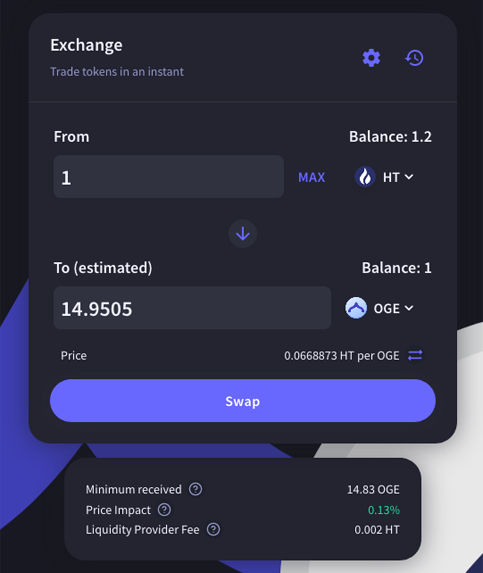 Exchange
Trade tokens in an instant
From Balance: 1.2
1 MAX HT
To (estimated) Balance: 1
14.9505 OGE
Price 0.0668873 HT per OGE
Swap
Minimum received ? 14.83 OGE
Price Impact ? 0.13%
Liquidity Provider Fee ? 0.002 HT